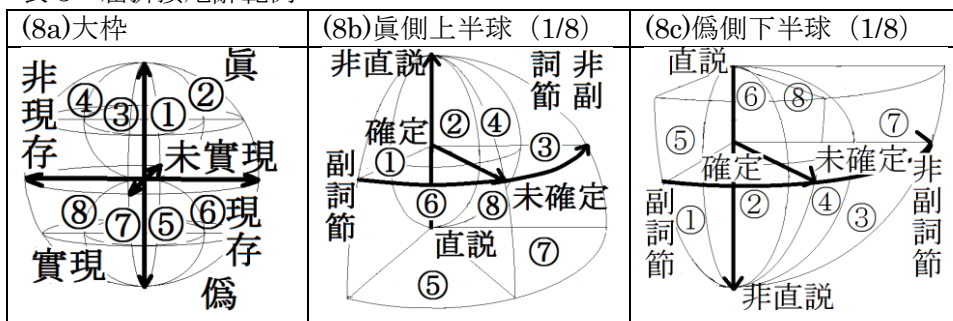 (8a)大枠
(8b)眞側上半球（1/8）
(8c)僞側下半球（1/8）
非現存
眞
④
③
①
②
未實現
⑧
⑦
⑤
⑥
現存
實現
僞
非直説
詞節
非副
確定
②
④
①
③
副詞節
⑥
⑧
未確定
直説
⑦
⑤
直説
⑥
⑧
⑤
⑦
確定
未確定
副詞節
①
②
④
③
非副詞節
非直説